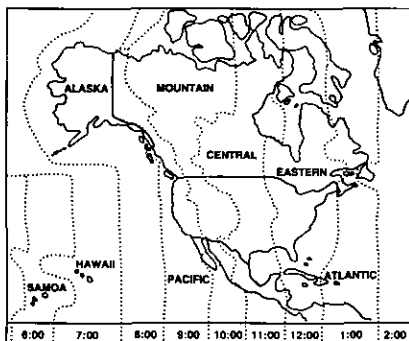 ALASKA
MOUNTAIN
CENTRAL
EASTERN
HAWAII
SAMOA
PACIFIC
ATLANTIC
6:00 7:00 8:00 9:00 10:00 11:00 12:00 1:00 2:00